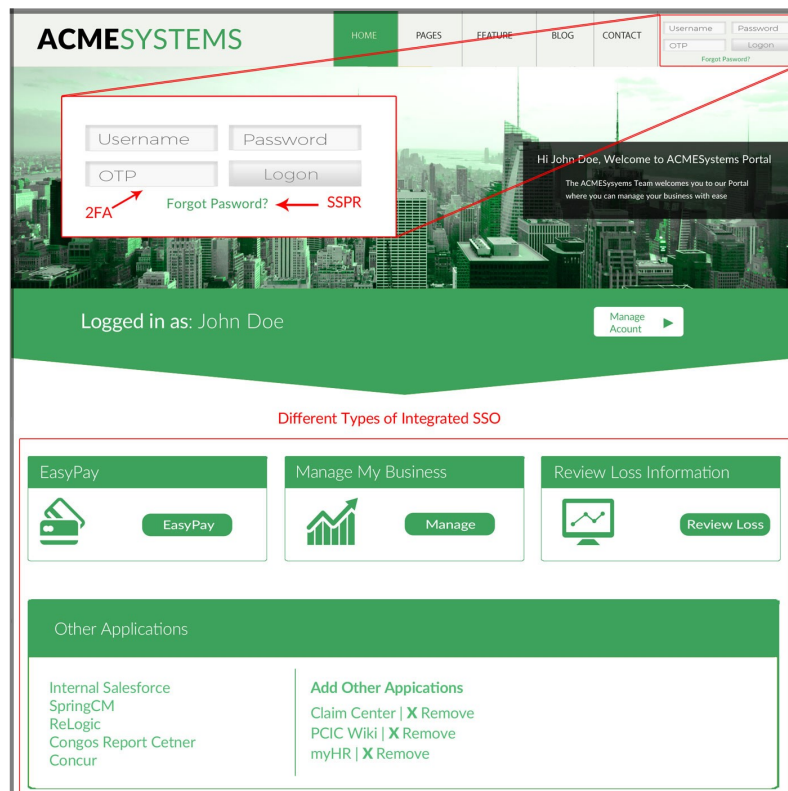 ACMESYSTEMS
HOME
PAGES
FEATURE
BLOG
CONTACT
Username
Password
OTP
Logon
Forgot Pasword?
Username
Password
OTP
Logon
2FA
Forgot Pasword?
SSPR
Hi John Doe, Welcome to ACMESystems Portal
The ACMESysyems Team welcomes you to our Portal
where you can manage your business with ease
Logged in as: John Doe
Manage
Acount
Different Types of Integrated SSO
EasyPay
EasyPay
Manage My Business
Manage
Review Loss Information
Review Loss
Other Applications
Internal Salesforce
SpringCM
ReLogic
Congos Report Cetner
Concur
Add Other Appications
Claim Center | X Remove
PCIC Wiki | X Remove
myHR | X Remove